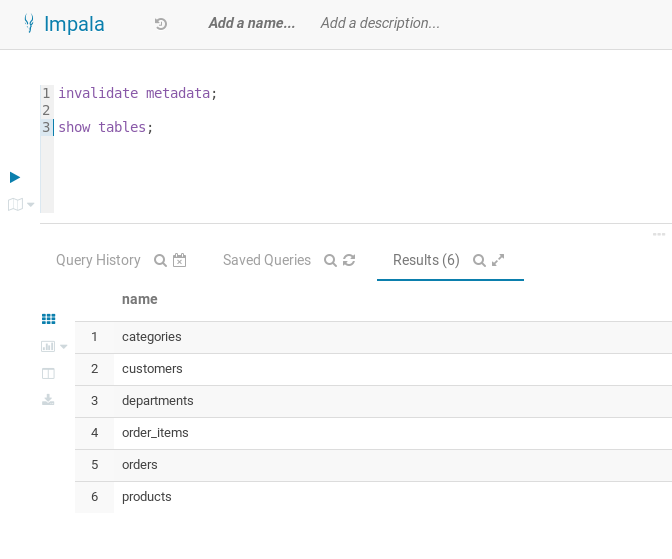 Impala Add a name... Add a description...
1 invalidate metadata;
2
3 show tables;
Query History Saved Queries Results (6)
name
1 categories
2 customers
3 departments
4 order_items
5 orders
6 products